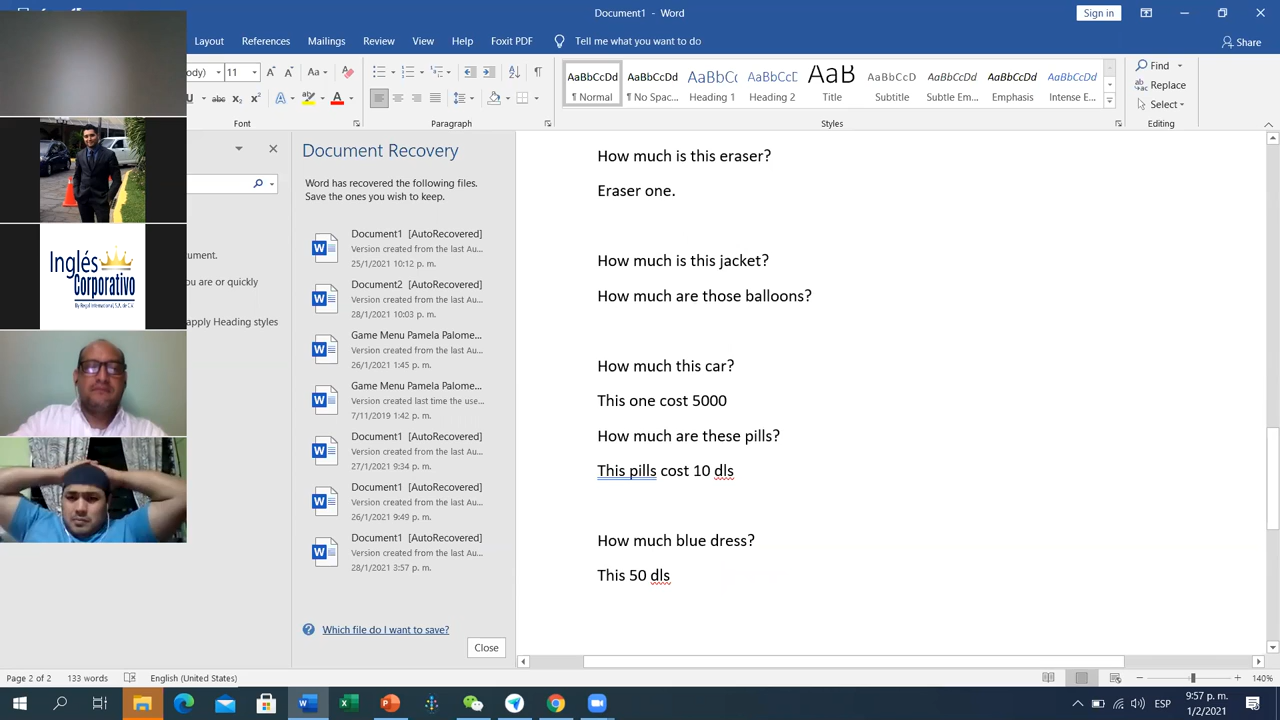 Document1 - Word
Sign in
Layout References Mailings Review View Help Foxit PDF Tell me what you want to do
Share
ody) 11 A A Aa
AaBbCcDd AaBbCcDd AaBbCc AaBbCcD AaB AaBbCcDd AaBbCcDd AaBbCcDd AaBbCcDd
¶ Normal ¶ No Spac... Heading 1 Heading 2 Title Subtitle Subtle Em... Emphasis Intense E...
Find
Replace
Select
Font Paragraph Styles Editing
Inglés
Corporativo
By Regal International, S.A. de C.V.
ument.
u are or quickly
apply Heading styles
Document Recovery
Word has recovered the following files.
Save the ones you wish to keep.
Document1 [AutoRecovered]
Version created from the last Au...
25/1/2021 10:12 p. m.
Document2 [AutoRecovered]
Version created from the last Au...
28/1/2021 10:03 p. m.
Game Menu Pamela Palome...
Version created from the last Au...
26/1/2021 1:45 p. m.
Game Menu Pamela Palome...
Version created last time the use...
7/11/2019 1:42 p. m.
Document1 [AutoRecovered]
Version created from the last Au...
27/1/2021 9:34 p. m.
Document1 [AutoRecovered]
Version created from the last Au...
26/1/2021 9:49 p. m.
Document1 [AutoRecovered]
Version created from the last Au...
28/1/2021 3:57 p. m.
Which file do I want to save?
Close
How much is this eraser?
Eraser one.
How much is this jacket?
How much are those balloons?
How much this car?
This one cost 5000
How much are these pills?
This pills cost 10 dls
How much blue dress?
This 50 dls
Page 2 of 2 133 words English (United States)
140%
ESP
9:57 p. m.
1/2/2021